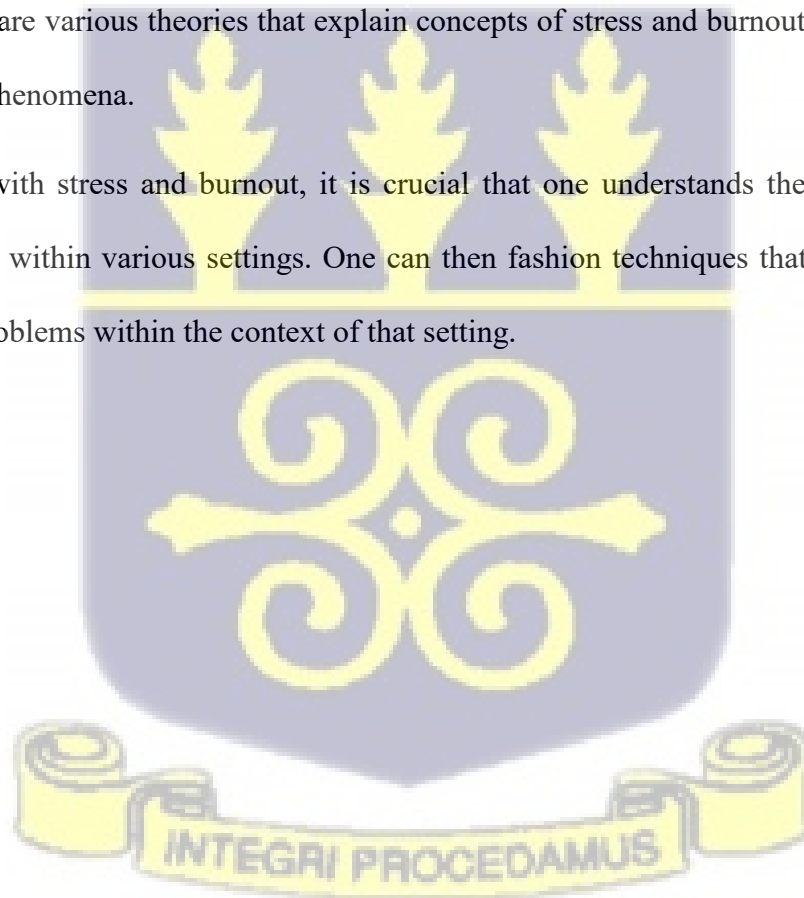 are various theories that explain concepts of stress and burnout
henomena.
with stress and burnout, it is crucial that one understands the
within various settings. One can then fashion techniques that
oblems within the context of that setting.
INTEGRI PROCEDAMUS